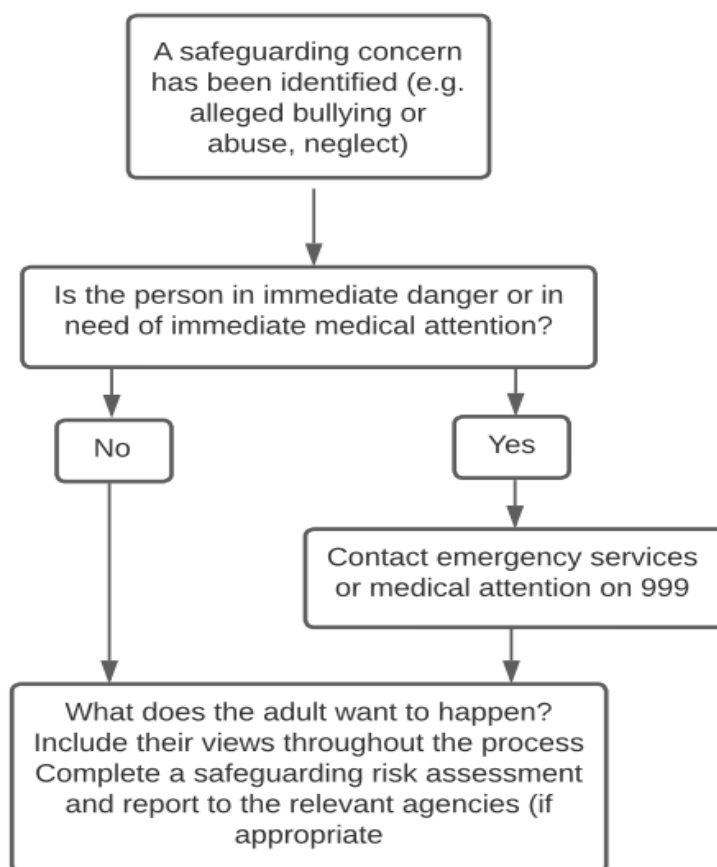 A safeguarding concern
has been identified (e.g.
alleged bullying or
abuse, neglect)
Is the person in immediate danger or in
need of immediate medical attention?
No
Yes
Contact emergency services
or medical attention on 999
What does the adult want to happen?
Include their views throughout the process
Complete a safeguarding risk assessment
and report to the relevant agencies (if
appropriate